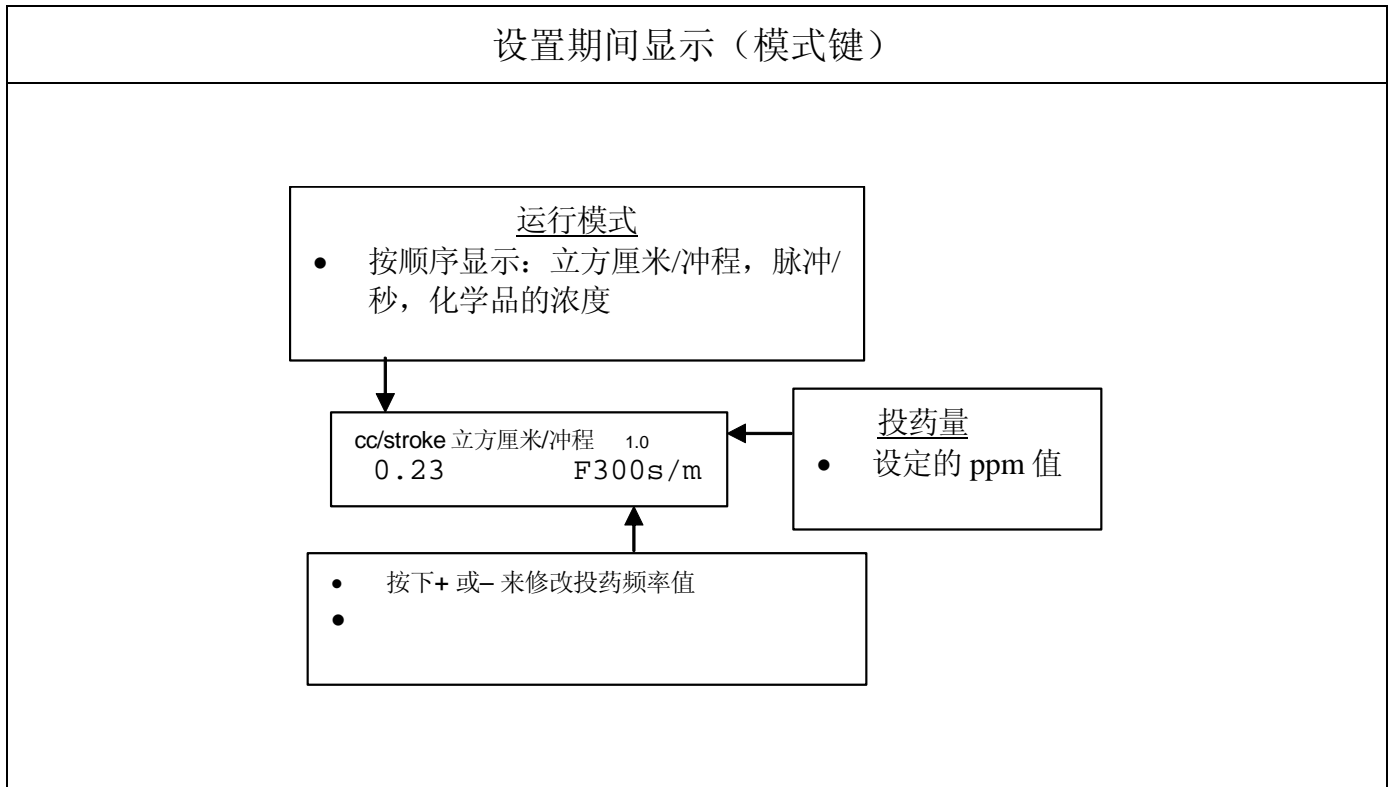 设置期间显示（模式键）
运行模式
● 按顺序显示：立方厘米/冲程，脉冲/
秒，化学品的浓度
cc/stroke 立方厘米/冲程 1.0
0.23 F300s/m
投药量
● 设定的 ppm 值
● 按下+ 或– 来修改投药频率值
●